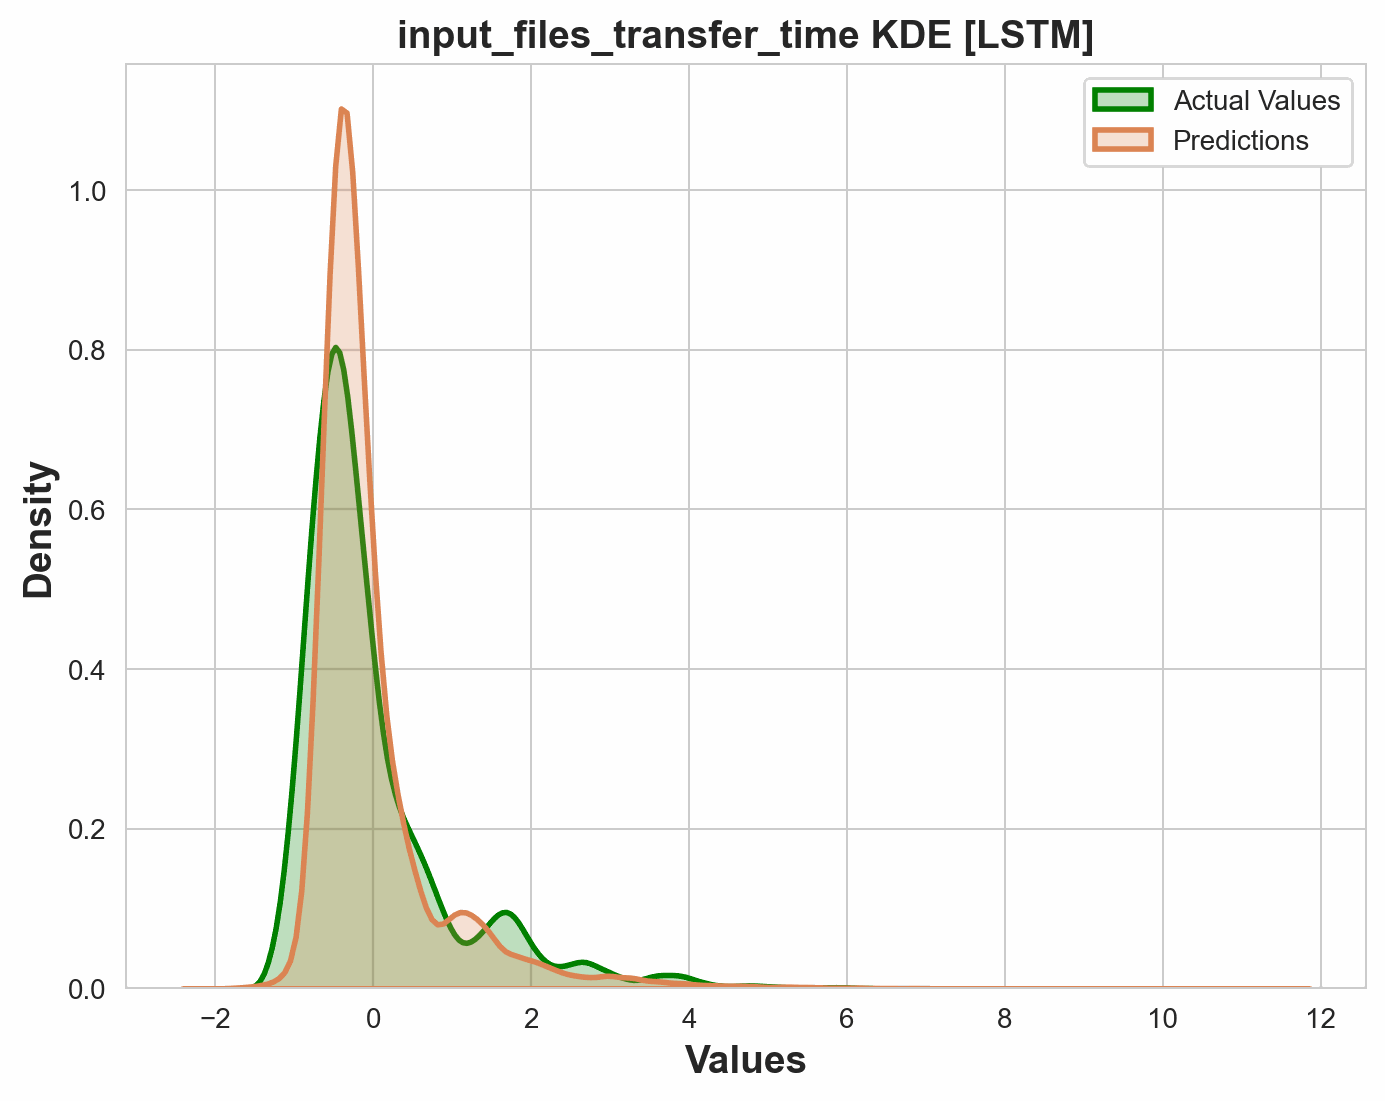 input_files_transfer_time KDE [LSTM]
Actual Values
Predictions
Density
1.0
0.8
0.6
0.4
0.2
0.0
−2 0 2 4 6 8 10 12
Values